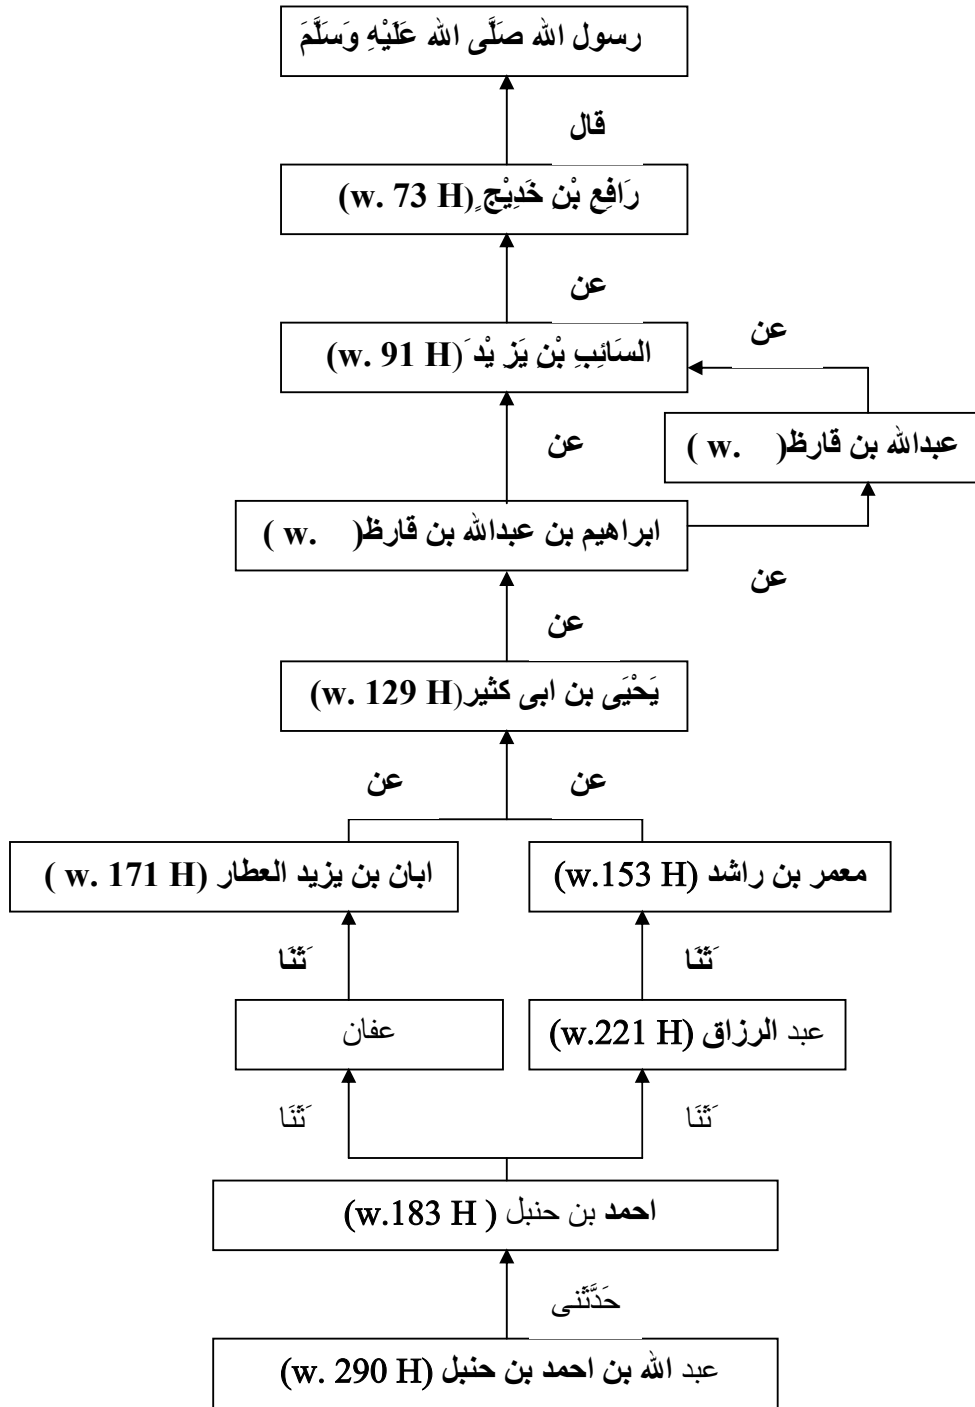 رسول الله صَلَّى الله عَلَيْهِ وَسَلَّمَ
قال
رَافِعِ بْنِ خَدِيْجٍ (w. 73 H)
عن
عن
السَائِبِ بْنِ يَزِ يْدَ (w. 91 H)
عبدالله بن قارظ (w. )
عن
ابراهيم بن عبدالله بن قارظ (w. )
عن
عن
يَحْيَى بن ابى كثير (w. 129 H)
عن
عن
معمر بن راشد (w.153 H)
ابان بن يزيد العطار (w. 171 H )
َثَنَا
َثَنَا
عبد الرزاق (w.221 H)
عفان
َثَنَا
َثَنَا
احمد بن حنبل (w.183 H )
حَدَّثَنى
عبد الله بن احمد بن حنبل (w. 290 H)